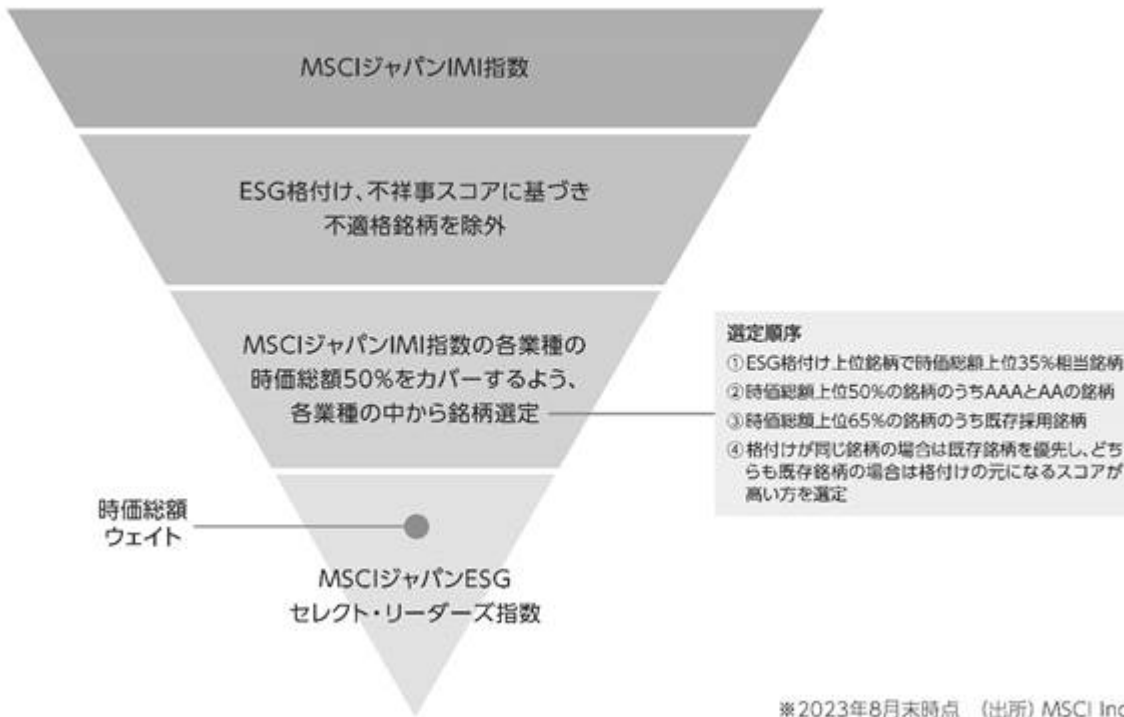 MSCIジャパンIMI指数
ESG格付け、不祥事スコアに基づき
不適格銘柄を除外
MSCIジャパンIMI指数の各業種の
時価総額50%をカバーするよう、
各業種の中から銘柄選定
選定順序
①ESG格付け上位銘柄で時価総額上位35%相当銘柄
②時価総額上位50%の銘柄のうちAAAとAAの銘柄
③時価総額上位65%の銘柄のうち既存採用銘柄
④格付けが同じ銘柄の場合は既存銘柄を優先し、どち
らも既存銘柄の場合は格付けの元になるスコアが
高い方を選定
時価総額
ウェイト
MSCIジャパンESG
セレクト・リーダーズ指数
※2023年8月末時点 (出所) MSCI Inc